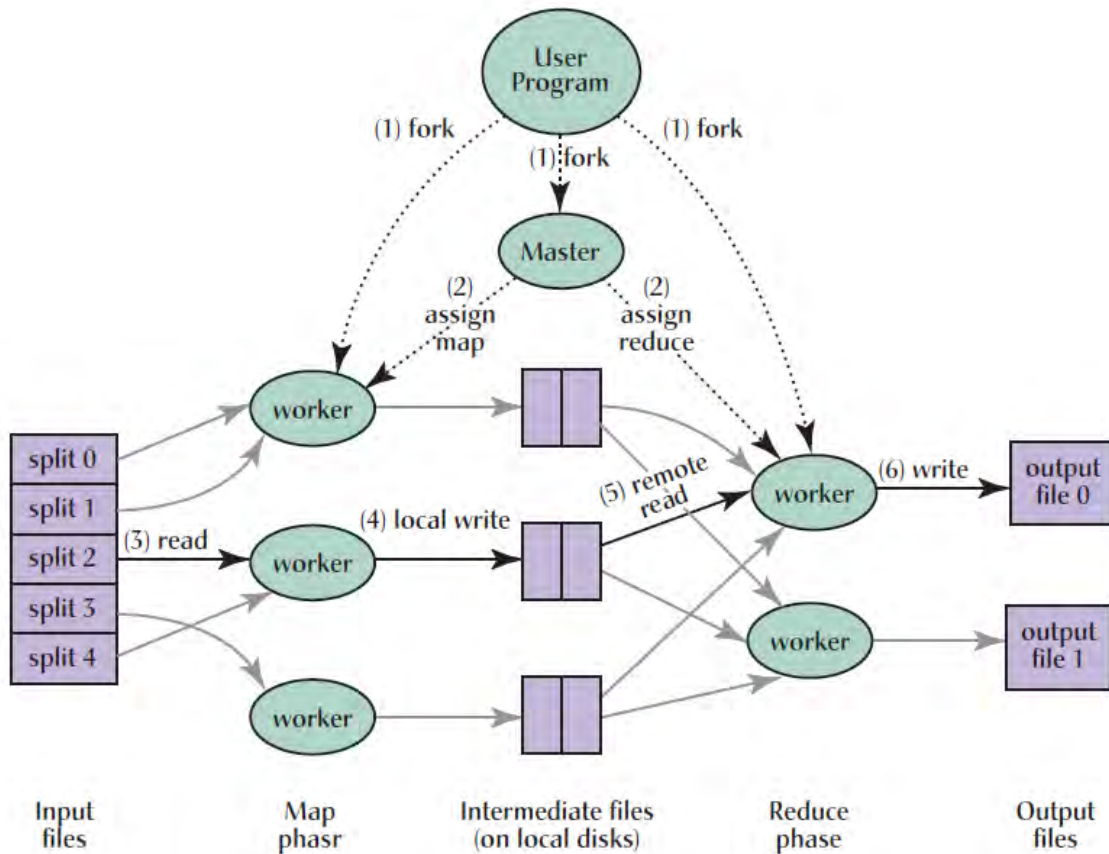 User
Program
(1) fork
(1) fork
(1) fork
Master
(2)
assign
map
(2)
assign
reduce
worker
split 0
split 1
split 2
split 3
split 4
(3) read
worker
(4) local write
worker
(5) remote
read
worker
(6) write
output
file 0
worker
output
file 1
Input
files
Map
phasr
Intermediate files
(on local disks)
Reduce
phase
Output
files